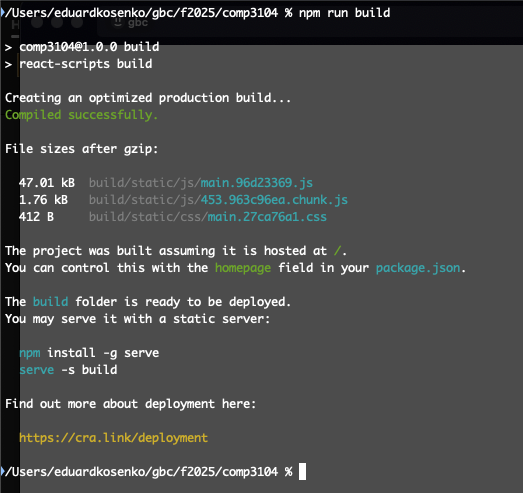 /Users/eduardkosenko/gbc/f2025/comp3104 % npm run build
gbc
> comp3104@1.0.0 build
> react-scripts build
Creating an optimized production build...
Compiled successfully.
File sizes after gzip:
47.01 kB build/static/js/main.96d23369.js
1.76 kB build/static/js/453.963c96ea.chunk.js
412 B build/static/css/main.27ca76a1.css
The project was built assuming it is hosted at /.
You can control this with the homepage field in your package.json.
The build folder is ready to be deployed.
You may serve it with a static server:
npm install -g serve
serve -s build
Find out more about deployment here:
https://cra.link/deployment
/Users/eduardkosenko/gbc/f2025/comp3104 %